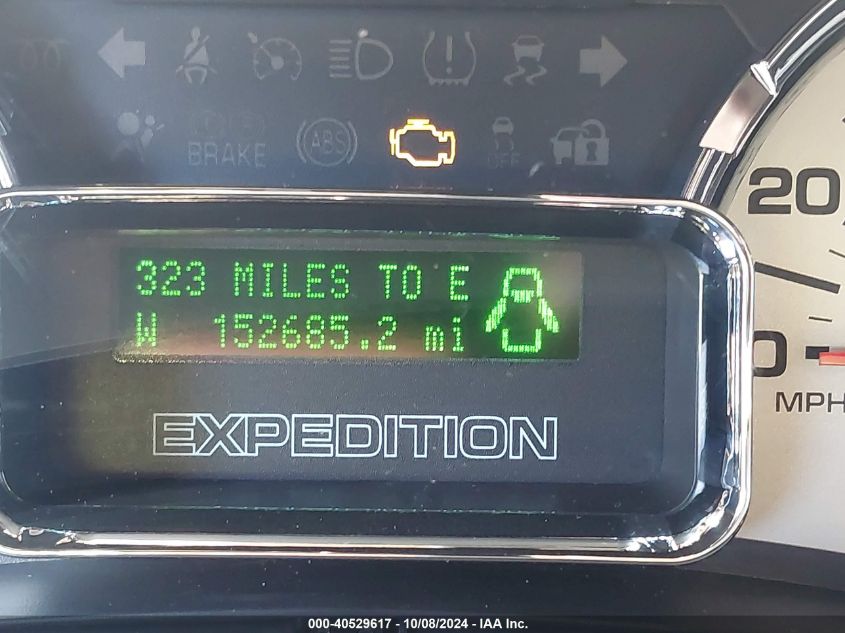 BRAKE
ABS
OFF
20
323 MILES TO E
W 152685.2 mi
0
MPH
EXPEDITION
000-40529617 - 10/08/2024 - IAA Inc.